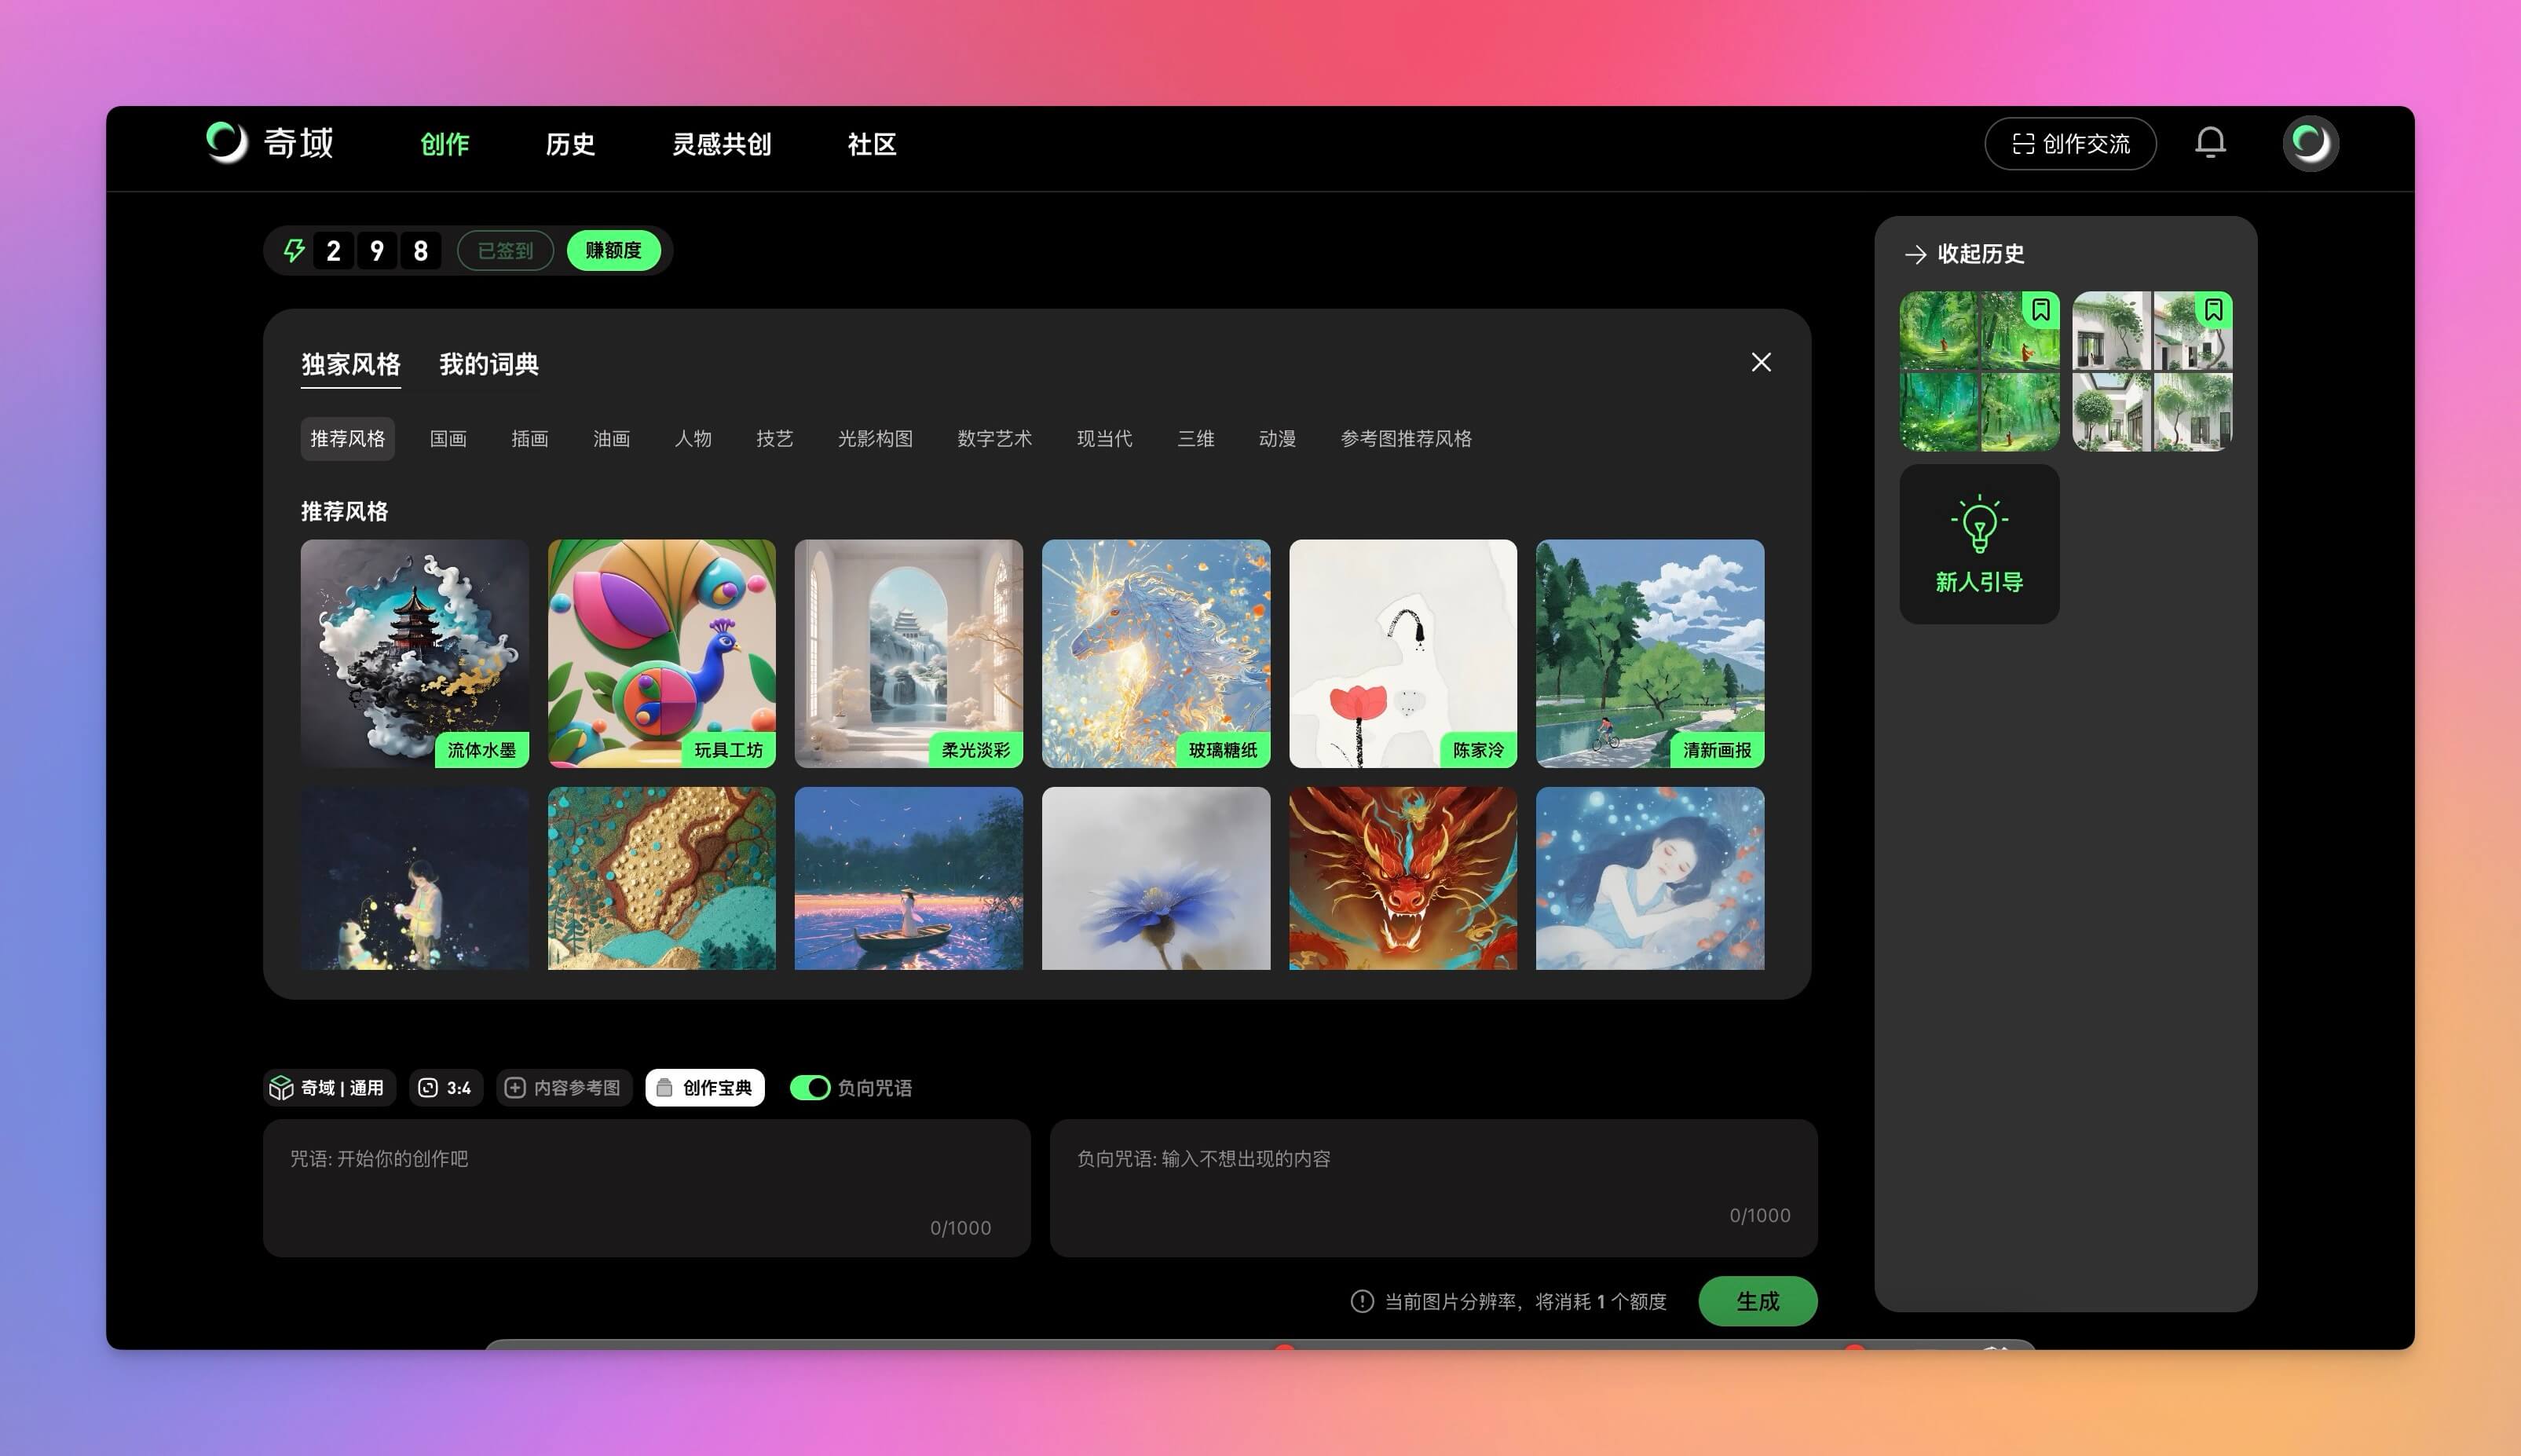 奇域 创作 历史 灵感共创 社区 创作交流
298 已签到 赚额度
收起历史
新人引导
独家风格 我的词典
推荐风格 国画 插画 油画 人物 技艺 光影构图 数字艺术 现当代 三维 动漫 参考图推荐风格
推荐风格
流体水墨 玩具工坊 柔光淡彩 玻璃糖纸 陈家泠 清新画报
奇域 | 通用 3:4 内容参考图 创作宝典 负向咒语
咒语: 开始你的创作吧
0/1000
负向咒语: 输入不想出现的内容
0/1000
当前图片分辨率，将消耗 1 个额度 生成